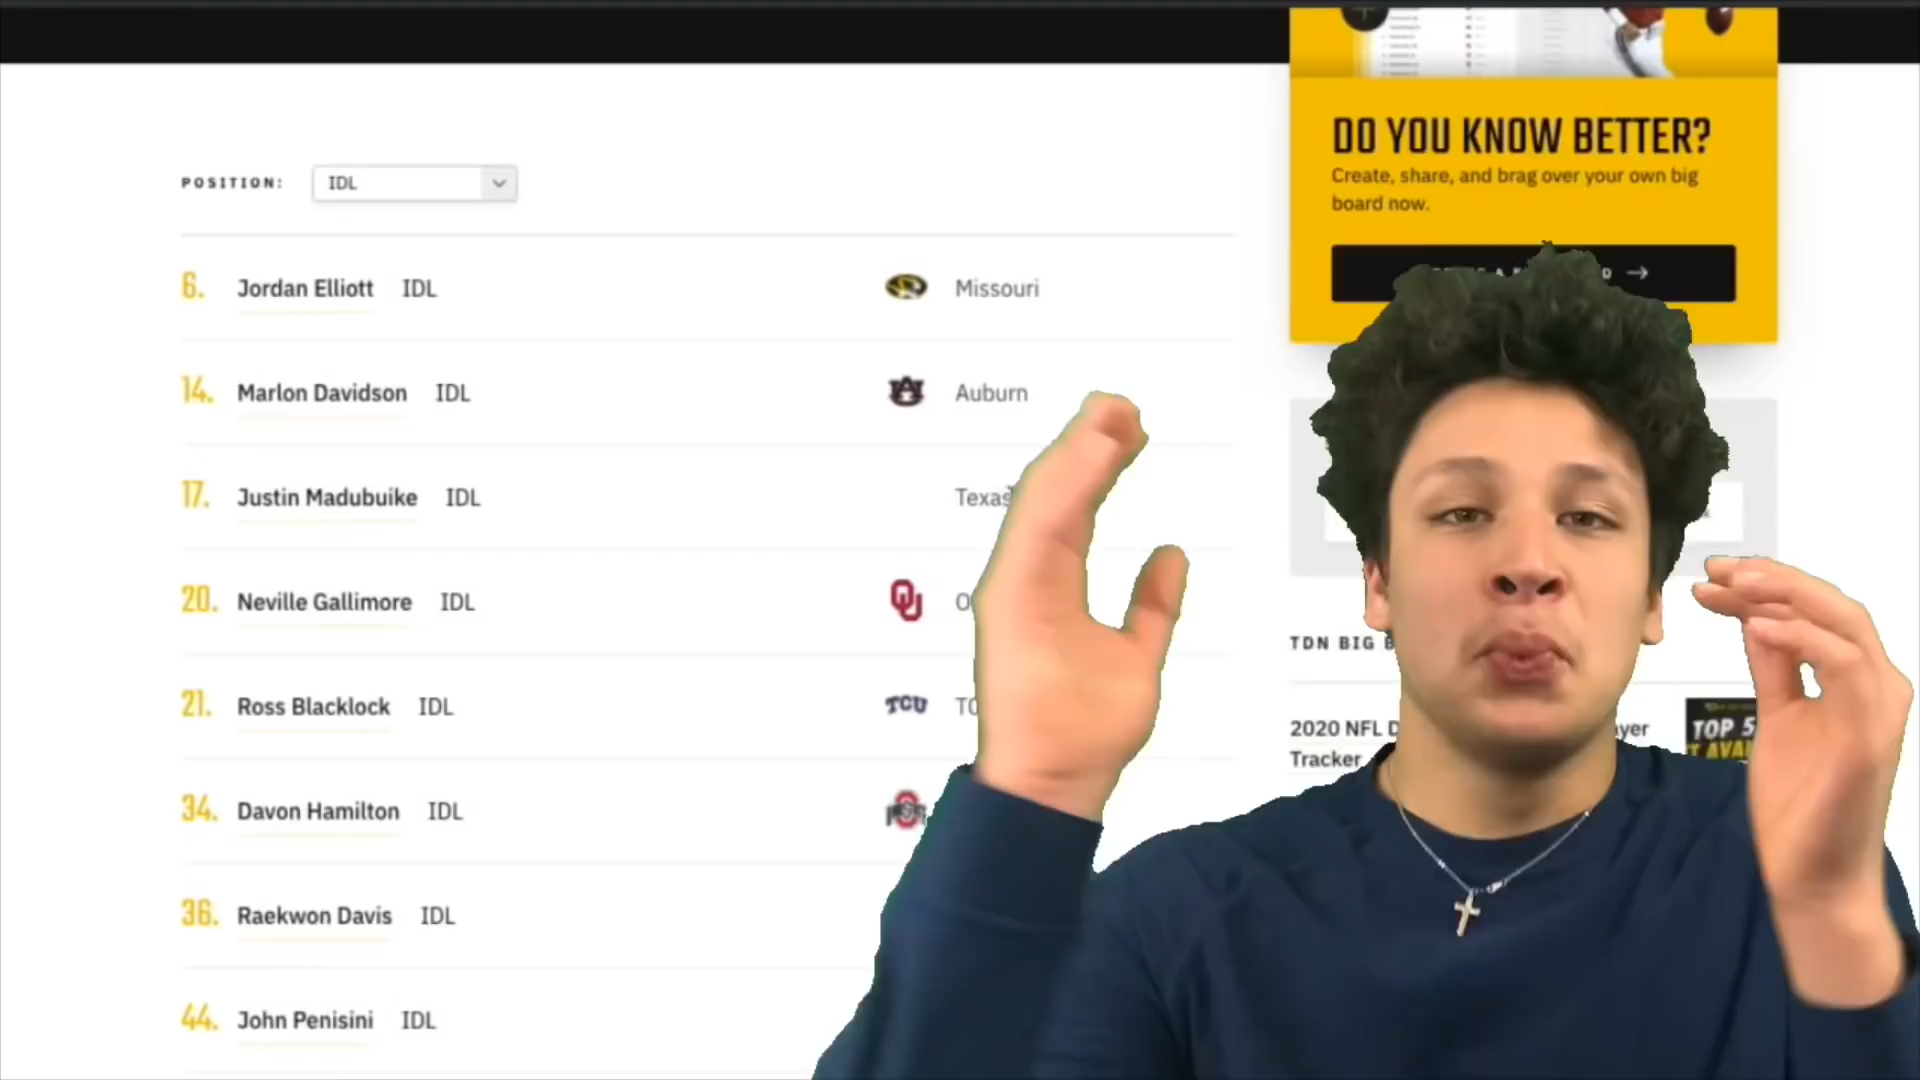 DO YOU KNOW BETTER?
Create, share, and brag over your own big
board now.
POSITION:
IDL
6. Jordan Elliott IDL Missouri
14. Marlon Davidson IDL Auburn
17. Justin Madubuike IDL Texas
20. Neville Gallimore IDL OU
21. Ross Blacklock IDL TCU
34. Davon Hamilton IDL
36. Raekwon Davis IDL
44. John Penisini IDL
TDN BIG
2020 NFL
Tracker
TOP 5